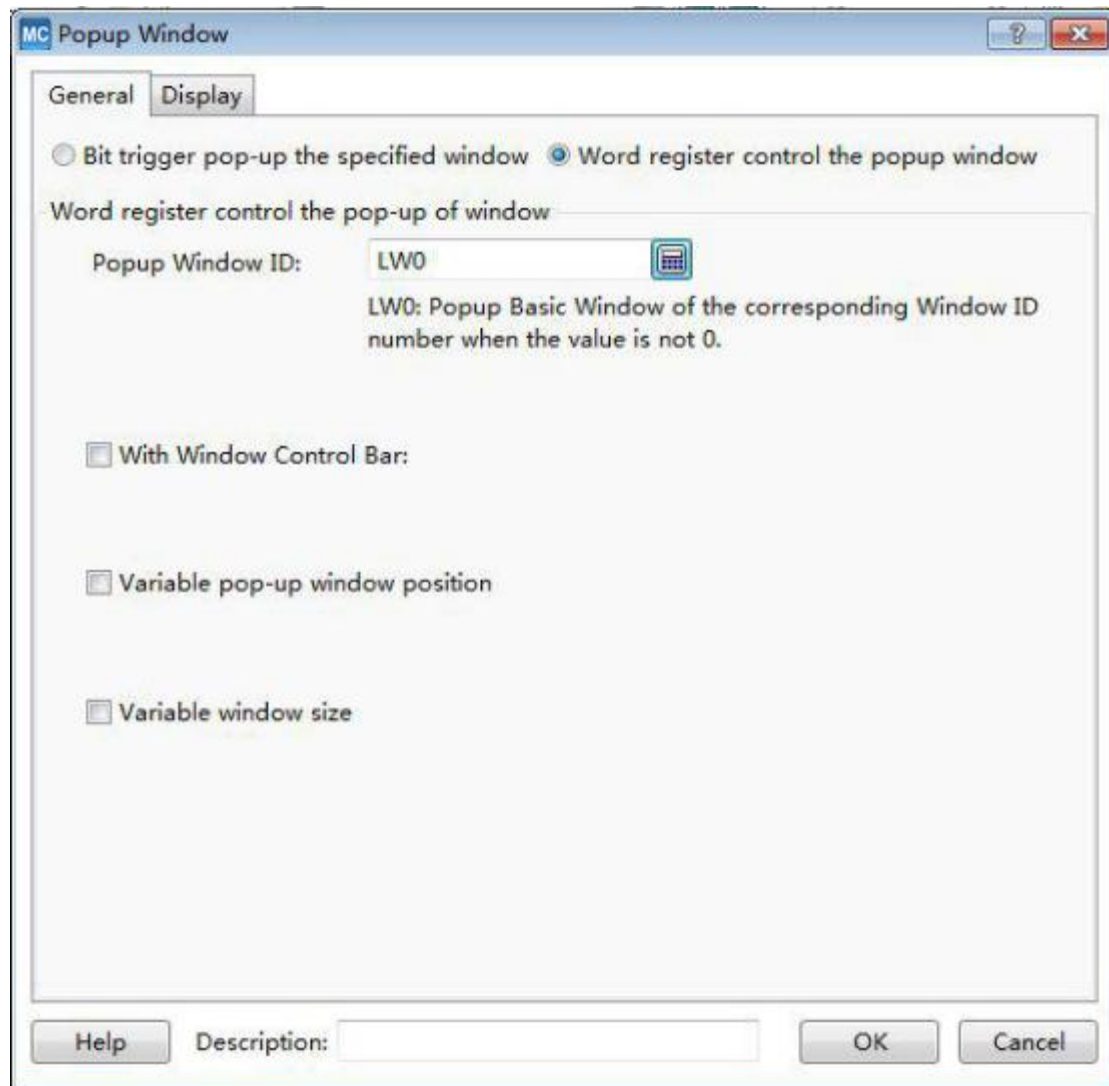 MC Popup Window
General Display
Bit trigger pop-up the specified window Word register control the popup window
Word register control the pop-up of window
Popup Window ID: LW0
LW0: Popup Basic Window of the corresponding Window ID
number when the value is not 0.
With Window Control Bar:
Variable pop-up window position
Variable window size
Help Description: OK Cancel